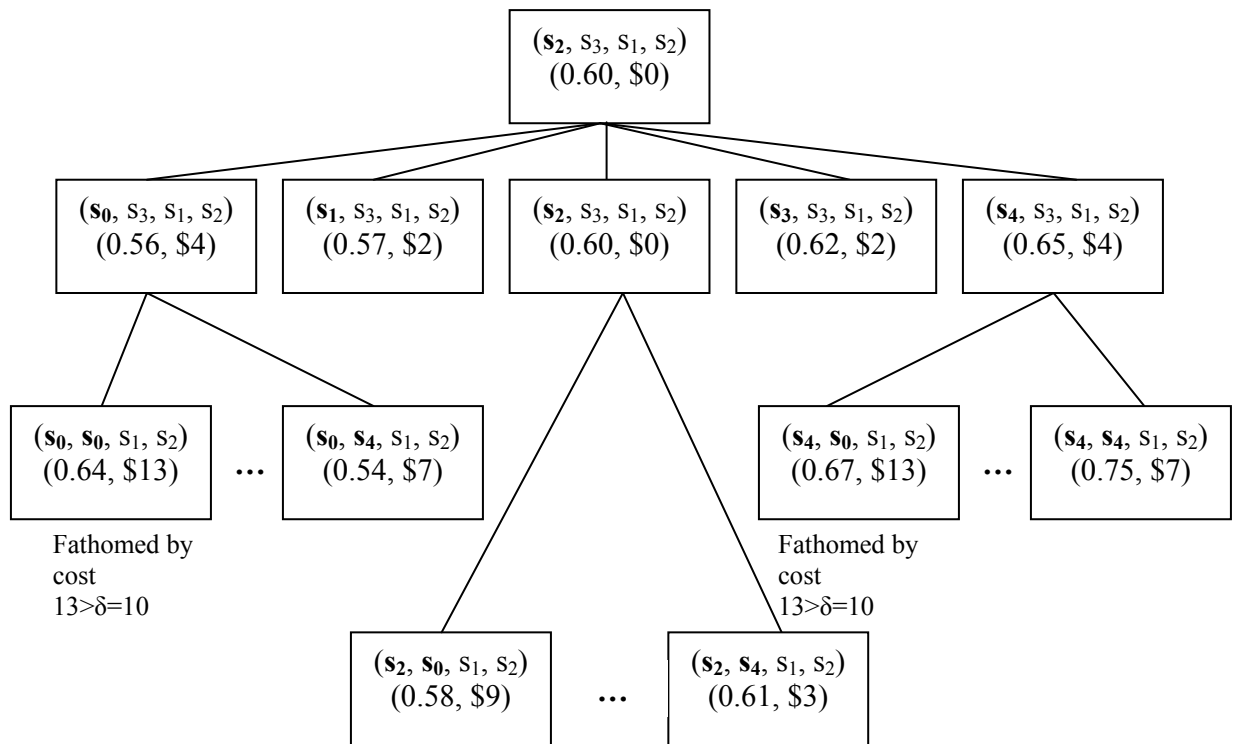 (s₂, s₃, s₁, s₂)
(0.60, $0)
(s₀, s₃, s₁, s₂)
(0.56, $4)
(s₁, s₃, s₁, s₂)
(0.57, $2)
(s₂, s₃, s₁, s₂)
(0.60, $0)
(s₃, s₃, s₁, s₂)
(0.62, $2)
(s₄, s₃, s₁, s₂)
(0.65, $4)
(s₀, s₀, s₁, s₂)
(0.64, $13)
...
(s₀, s₄, s₁, s₂)
(0.54, $7)
(s₄, s₀, s₁, s₂)
(0.67, $13)
...
(s₄, s₄, s₁, s₂)
(0.75, $7)
Fathomed by
cost
13>δ=10
Fathomed by
cost
13>δ=10
(s₂, s₀, s₁, s₂)
(0.58, $9)
...
(s₂, s₄, s₁, s₂)
(0.61, $3)